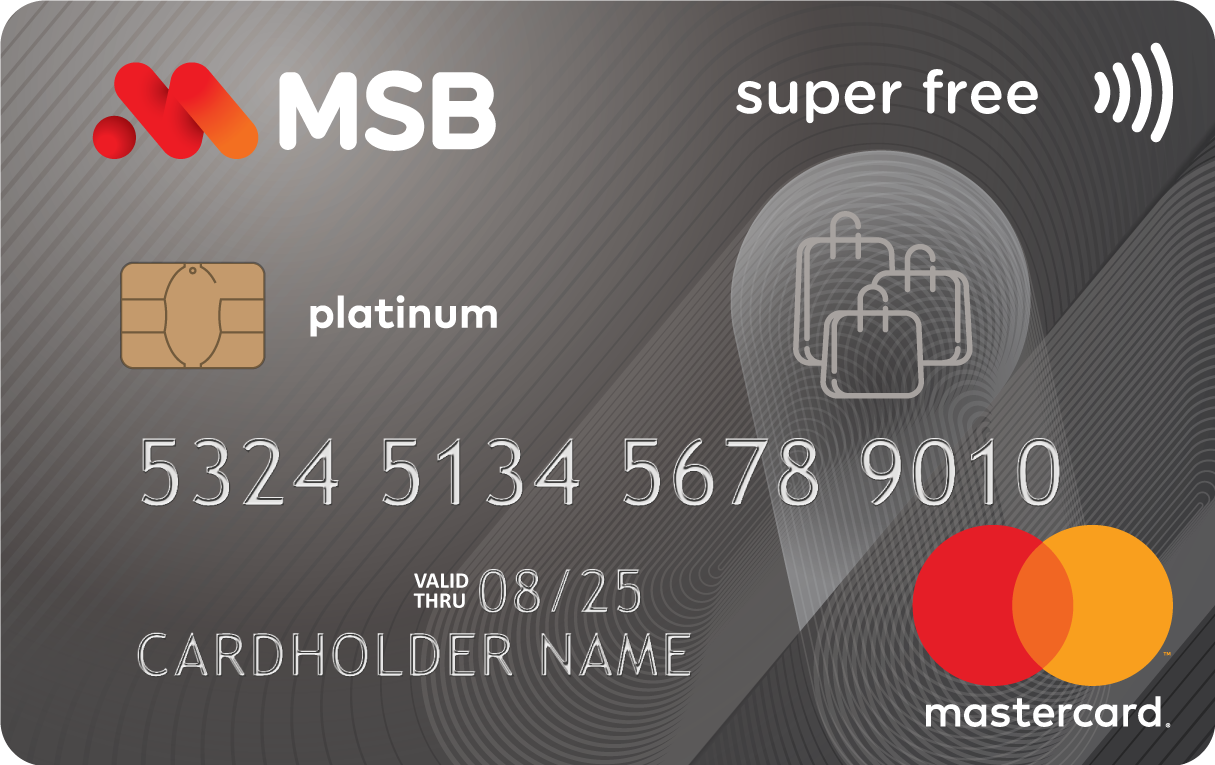 MSB
super free
platinum
5324 5134 5678 9010
VALID
THRU 08/25
CARDHOLDER NAME
mastercard.